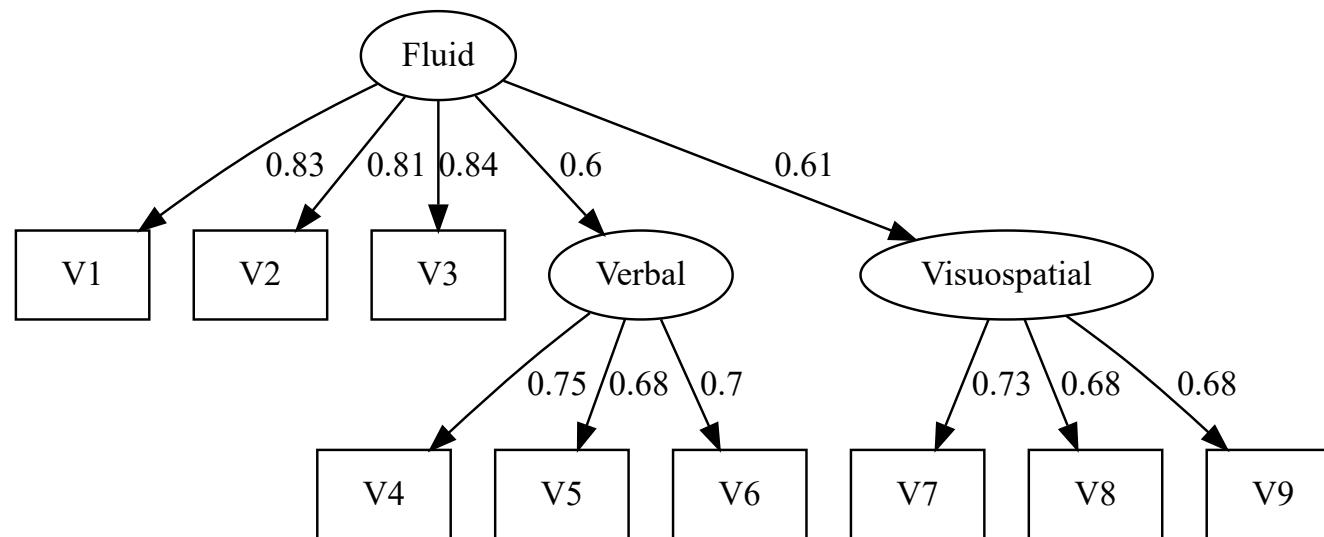 Fluid
0.83 0.81 0.84 0.6 0.61
V1 V2 V3 Verbal Visuospatial
0.75 0.68 0.7 0.73 0.68 0.68
V4 V5 V6 V7 V8 V9